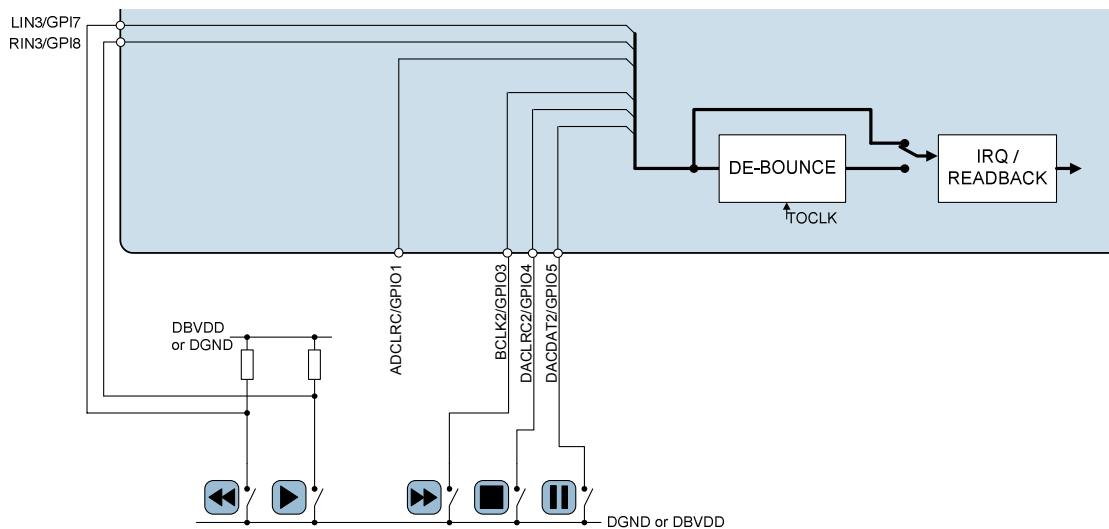 LIN3/GPI7
RIN3/GPI8
DE-BOUNCE
IRQ /
READBACK
TOCLK
ADCLRC/GPIO1
BCLK2/GPIO3
DACLRC2/GPIO4
DACDAT2/GPIO5
DBVDD
or DGND
DGND or DBVDD